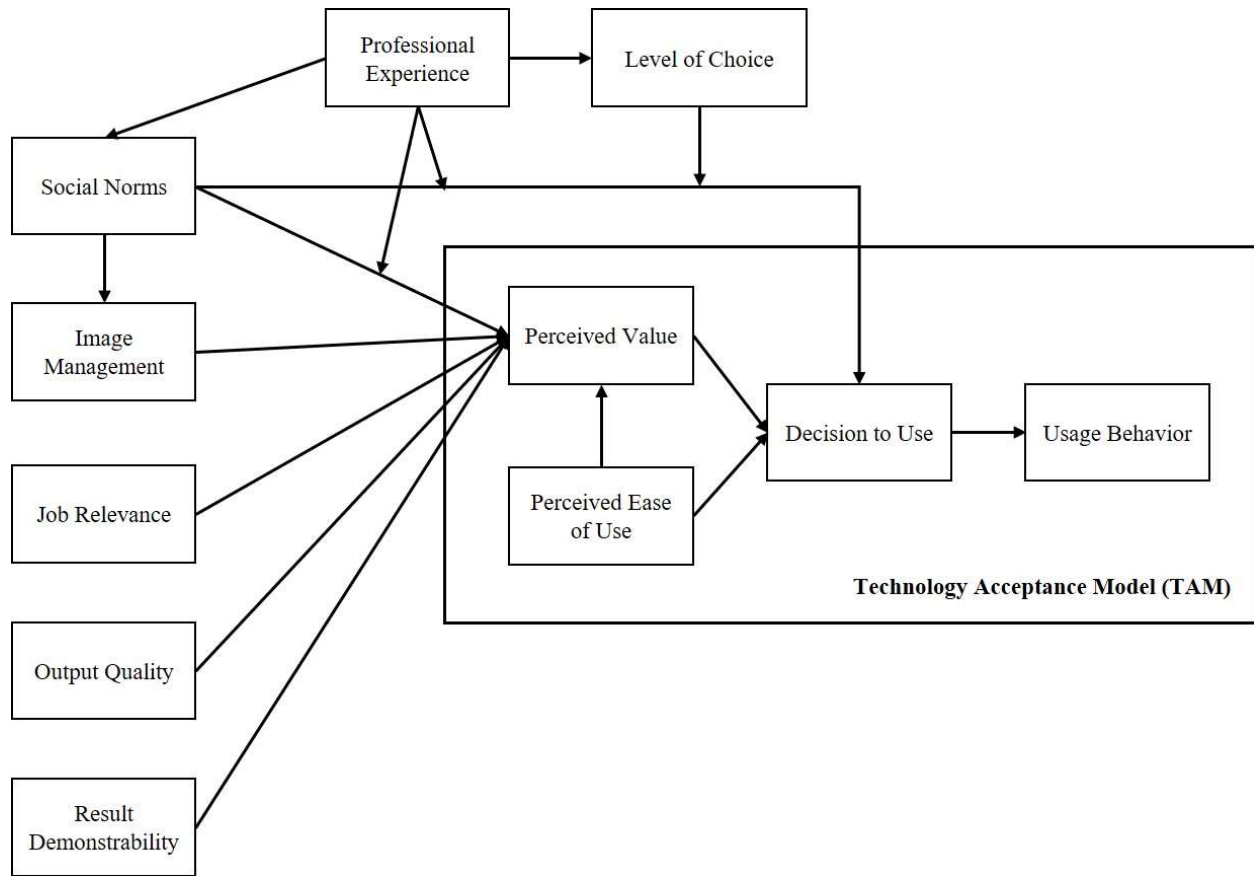 Professional
Experience
Level of Choice
Social Norms
Image
Management
Perceived Value
Job Relevance
Perceived Ease
of Use
Decision to Use
Usage Behavior
Technology Acceptance Model (TAM)
Output Quality
Result
Demonstrability